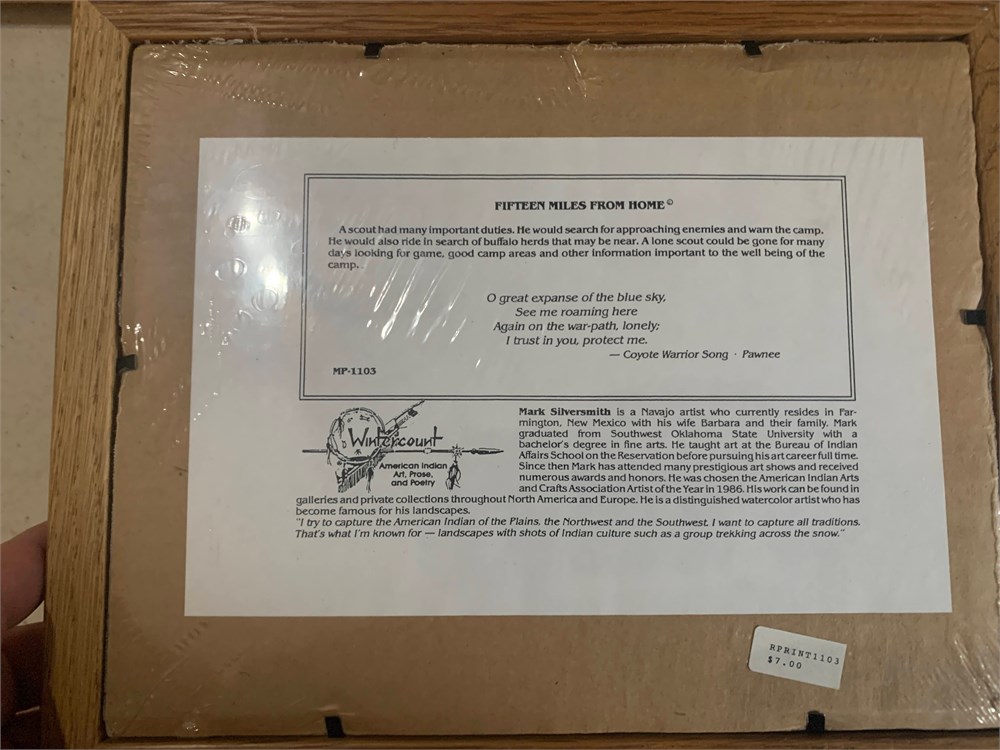 FIFTEEN MILES FROM HOME©
A scout had many important duties. He would search for approaching enemies and warn the camp.
He would also ride in search of buffalo herds that may be near. A lone scout could be gone for many
days looking for game, good camp areas and other information important to the well being of the
camp.
O great expanse of the blue sky,
See me roaming here
Again on the war-path, lonely;
I trust in you, protect me.
— Coyote Warrior Song · Pawnee
MP-1103
Wintercount
American Indian
Art, Prose,
and Poetry
Mark Silversmith is a Navajo artist who currently resides in Far-
mington, New Mexico with his wife Barbara and their family. Mark
graduated from Southwest Oklahoma State University with a
bachelor's degree in fine arts. He taught art at the Bureau of Indian
Affairs School on the Reservation before pursuing his art career full time.
Since then Mark has attended many prestigious art shows and received
numerous awards and honors. He was chosen the American Indian Arts
and Crafts Association Artist of the Year in 1986. His work can be found in
galleries and private collections throughout North America and Europe. He is a distinguished watercolor artist who has
become famous for his landscapes.
"I try to capture the American Indian of the Plains, the Northwest and the Southwest. I want to capture all traditions.
That's what I'm known for — landscapes with shots of Indian culture such as a group trekking across the snow."
RPRINT1103
$7.00